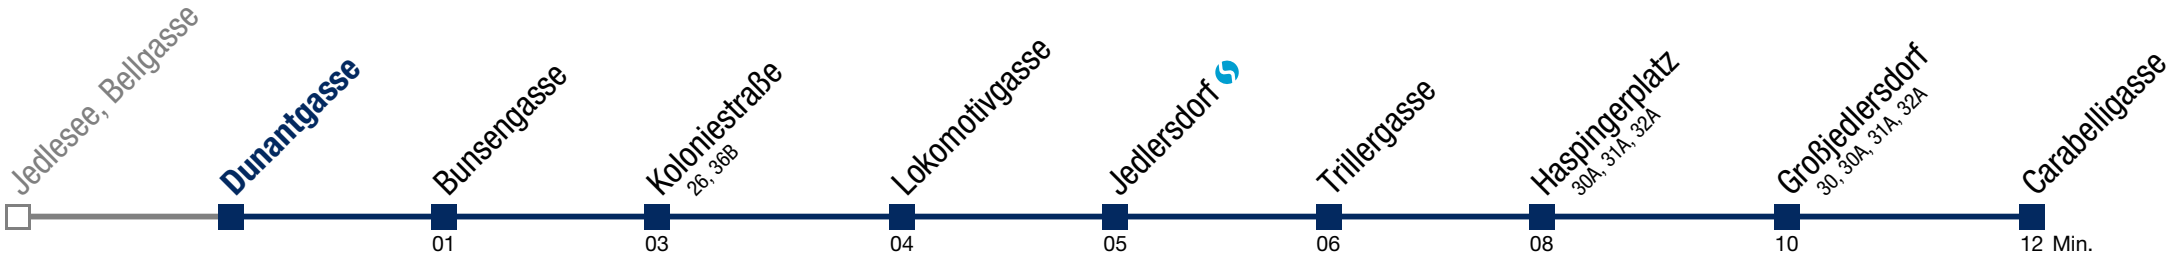 Jedlesee, Bellgasse
Dunantgasse
Bunsengasse
Koloniestraße
26, 36B
Lokomotivgasse
Jedlersdorf
Trillergasse
Haspingerplatz
30A, 31A, 32A
Großjedlersdorf
30, 30A, 31A, 32A
Carabelligasse
01 03 04 05 06 08 10 12 Min.